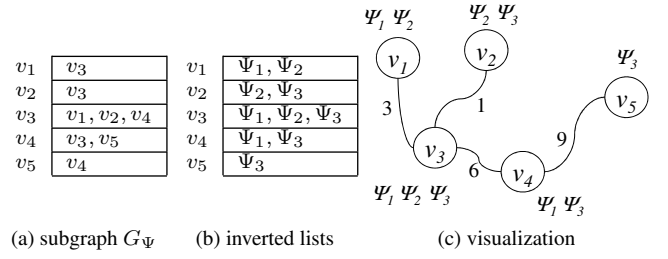 v₁ v₃
v₂ v₃
v₃ v₁, v₂, v₄
v₄ v₃, v₅
v₅ v₄
(a) subgraph G_Ψ
v₁ Ψ₁, Ψ₂
v₂ Ψ₂, Ψ₃
v₃ Ψ₁, Ψ₂, Ψ₃
v₄ Ψ₁, Ψ₃
v₅ Ψ₃
(b) inverted lists
Ψ₁ Ψ₂
v₁
Ψ₂ Ψ₃
v₂
Ψ₃
v₅
3
1
9
v₃
6
v₄
Ψ₁ Ψ₂ Ψ₃
Ψ₁ Ψ₃
(c) visualization